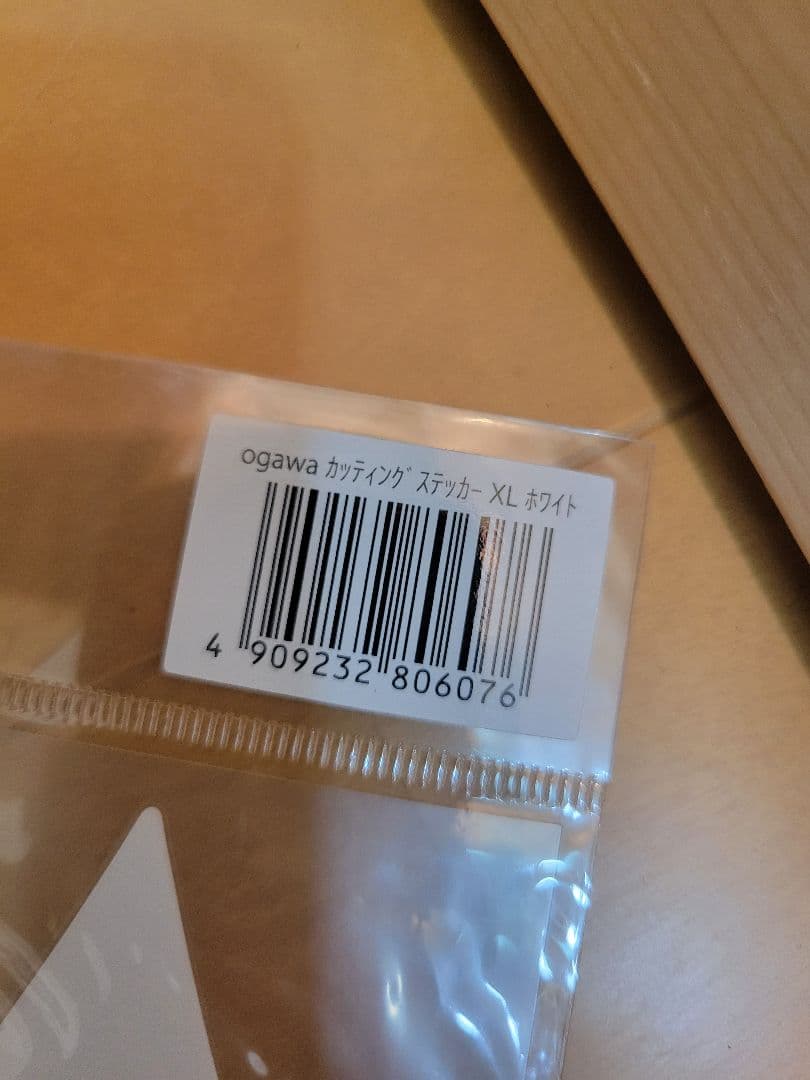 ogawa ｶｯﾃｨﾝｸﾞ ｽﾃｯｶｰ XL ﾎﾜｲﾄ
4 909232 806076